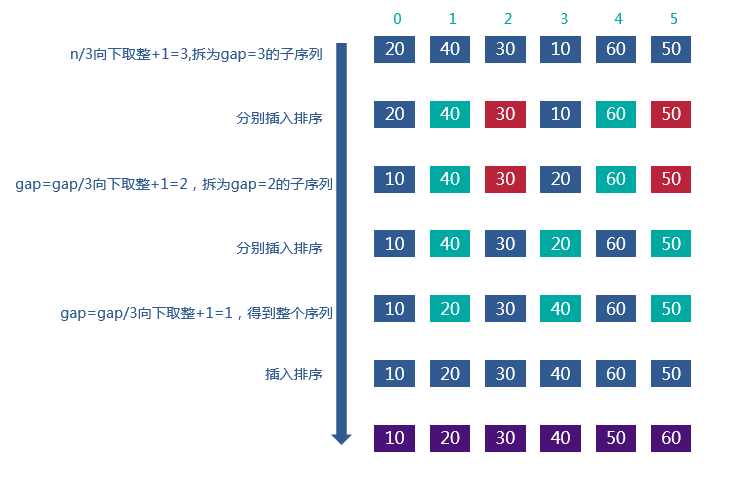 0 1 2 3 4 5
n/3向下取整+1=3,拆为gap=3的子序列 20 40 30 10 60 50
分别插入排序 20 40 30 10 60 50
gap=gap/3向下取整+1=2，拆为gap=2的子序列 10 40 30 20 60 50
分别插入排序 10 40 30 20 60 50
gap=gap/3向下取整+1=1，得到整个序列 10 20 30 40 60 50
插入排序 10 20 30 40 60 50
10 20 30 40 50 60